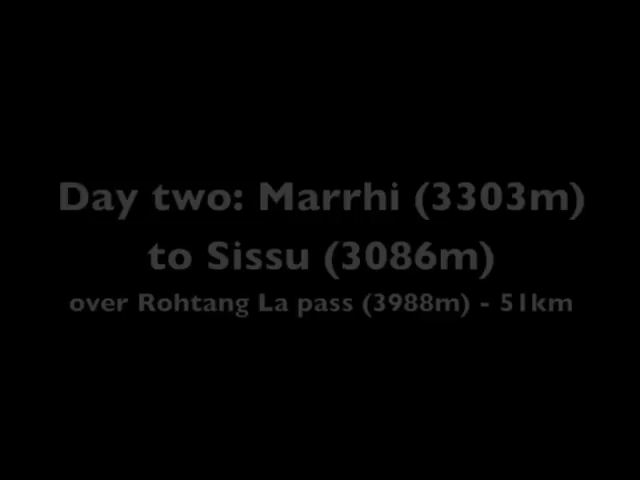 Day two: Marrhi (3303m)
to Sissu (3086m)
over Rohtang La pass (3988m) - 51km